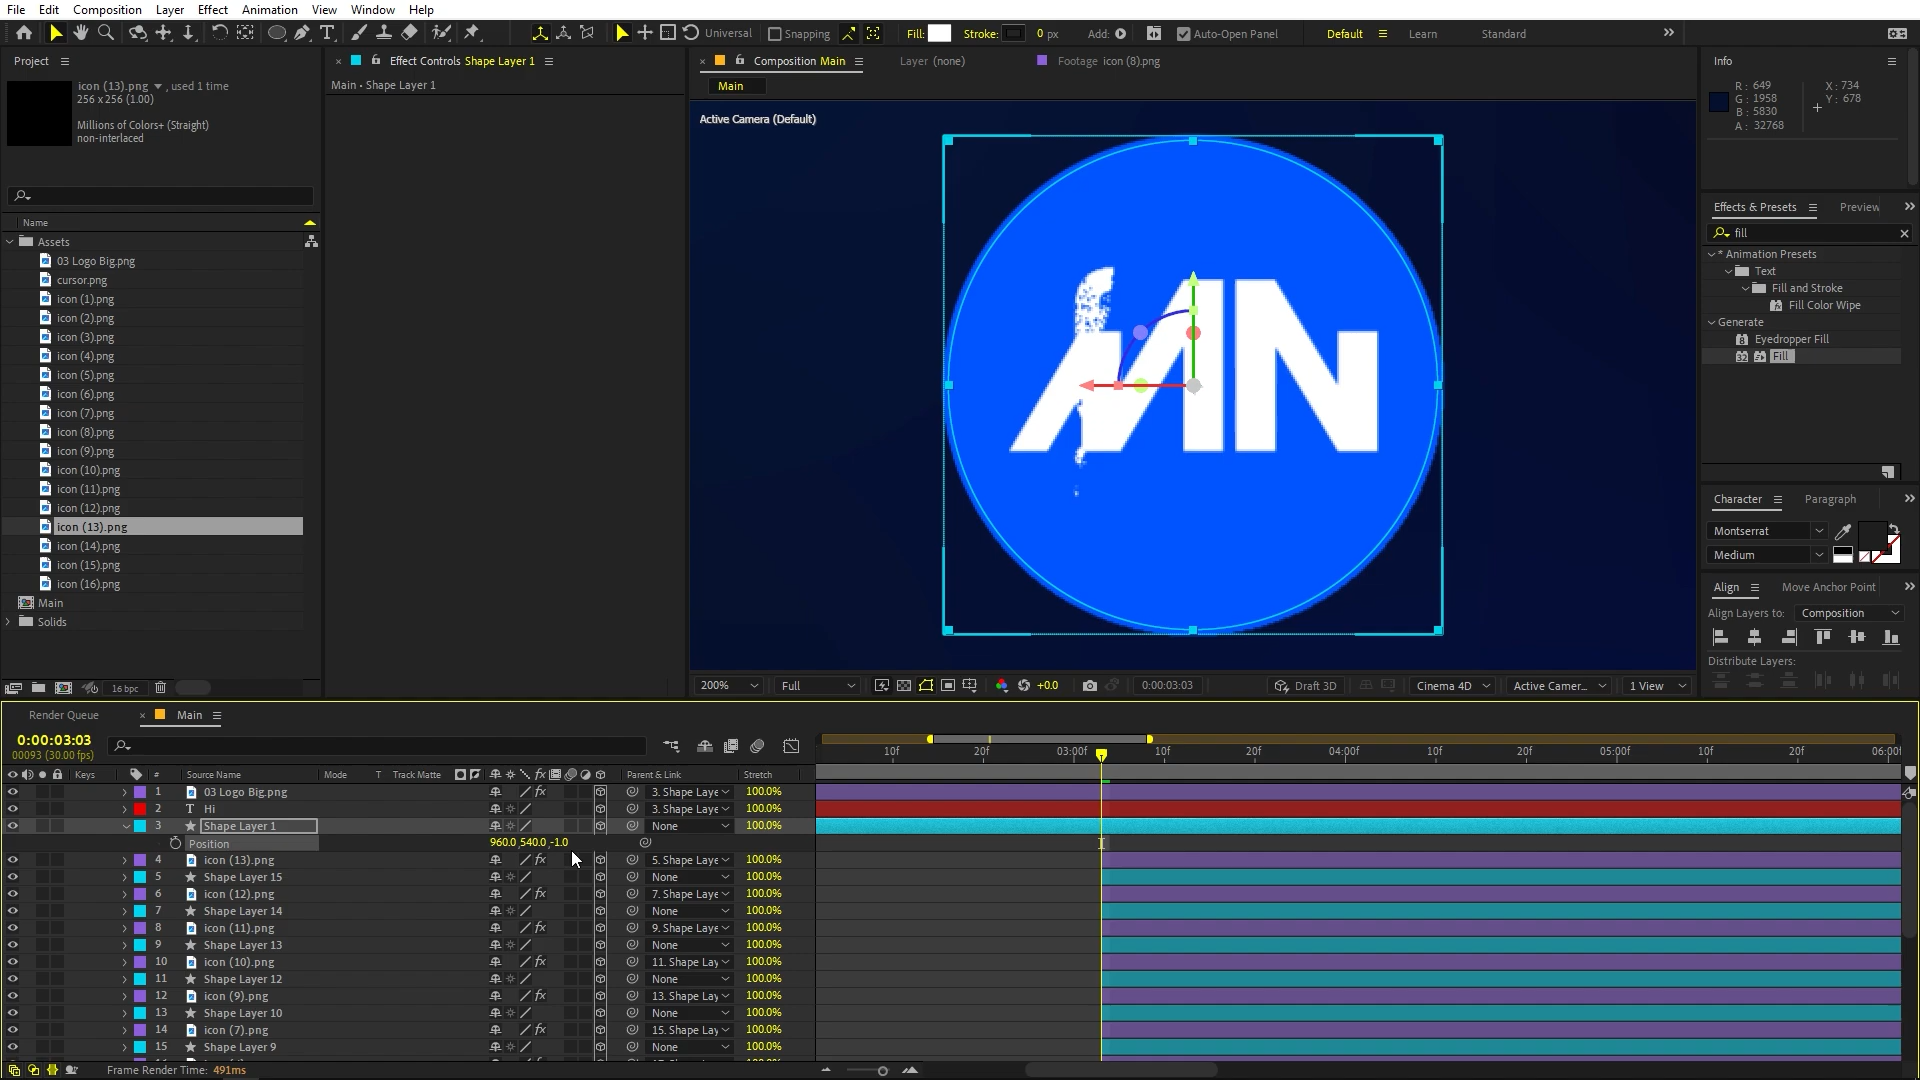 File Edit Composition Layer Effect Animation View Window Help
Universal Snapping Fill: Stroke: 0 px Add: Auto-Open Panel Default Learn Standard
Project
icon (13).png , used 1 time
256 x 256 (1.00)
Millions of Colors+ (Straight)
non-interlaced
Name
Assets
03 Logo Big.png
cursor.png
icon (1).png
icon (2).png
icon (3).png
icon (4).png
icon (5).png
icon (6).png
icon (7).png
icon (8).png
icon (9).png
icon (10).png
icon (11).png
icon (12).png
icon (13).png
icon (14).png
icon (15).png
icon (16).png
Main
Solids
16 bpc
Effect Controls Shape Layer 1
Main • Shape Layer 1
Composition Main Layer (none) Footage icon (8).png
Main
Active Camera (Default)
200% Full +0.0 0:00:03:03 Draft 3D Cinema 4D Active Camer... 1 View
Info
R: 649 X: 734
G: 1958 Y: 678
B: 5830
A: 32768
Effects & Presets Preview
fill
* Animation Presets
Text
Fill and Stroke
Fill Color Wipe
Generate
Eyedropper Fill
32 Fill
Character Paragraph
Montserrat
Medium
Align Move Anchor Point
Align Layers to: Composition
Distribute Layers:
Render Queue Main
0:00:03:03
00093 (30.00 fps)
10f 20f 03:00f 10f 20f 04:00f 10f 20f 05:00f 10f 20f 06:00f
Keys # Source Name Mode T Track Matte fx Parent & Link Stretch
1 03 Logo Big.png fx 3. Shape Laye 100.0%
2 T Hi 3. Shape Laye 100.0%
3 Shape Layer 1 None 100.0%
Position 960.0,540.0,-1.0
4 icon (13).png fx 5. Shape Laye 100.0%
5 Shape Layer 15 None 100.0%
6 icon (12).png fx 7. Shape Laye 100.0%
7 Shape Layer 14 None 100.0%
8 icon (11).png fx 9. Shape Laye 100.0%
9 Shape Layer 13 None 100.0%
10 icon (10).png fx 11. Shape Lay 100.0%
11 Shape Layer 12 None 100.0%
12 icon (9).png fx 13. Shape Lay 100.0%
13 Shape Layer 10 None 100.0%
14 icon (7).png fx 15. Shape Lay 100.0%
15 Shape Layer 9 None 100.0%
Frame Render Time: 491ms